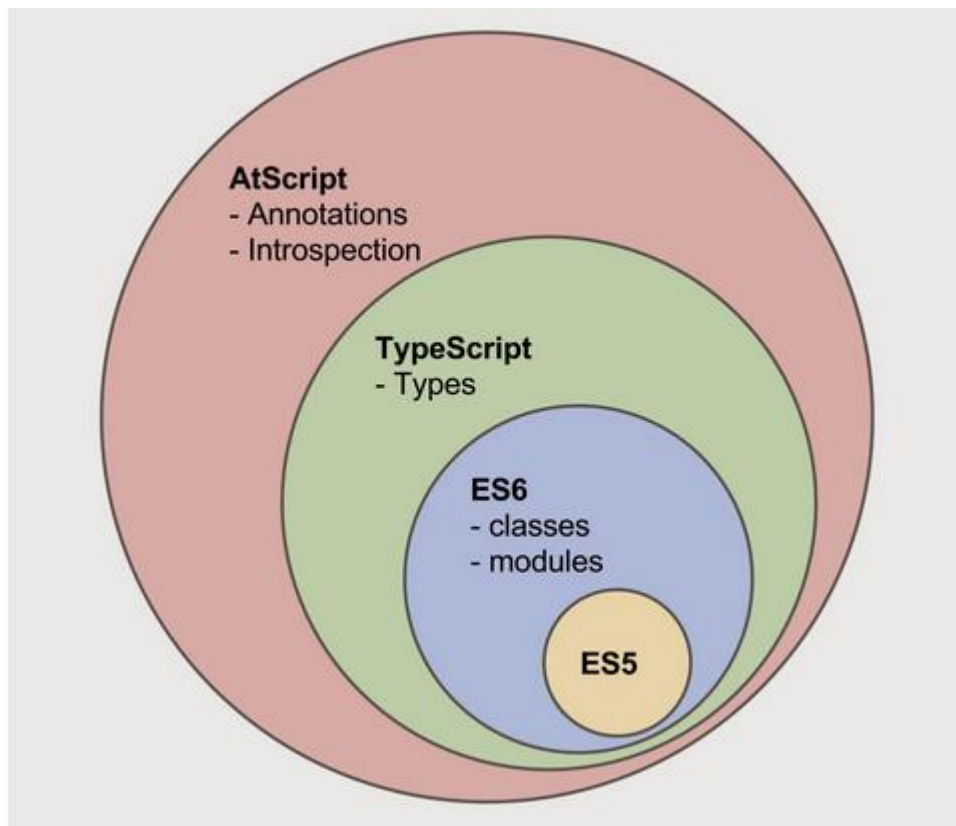 AtScript
- Annotations
- Introspection
TypeScript
- Types
ES6
- classes
- modules
ES5